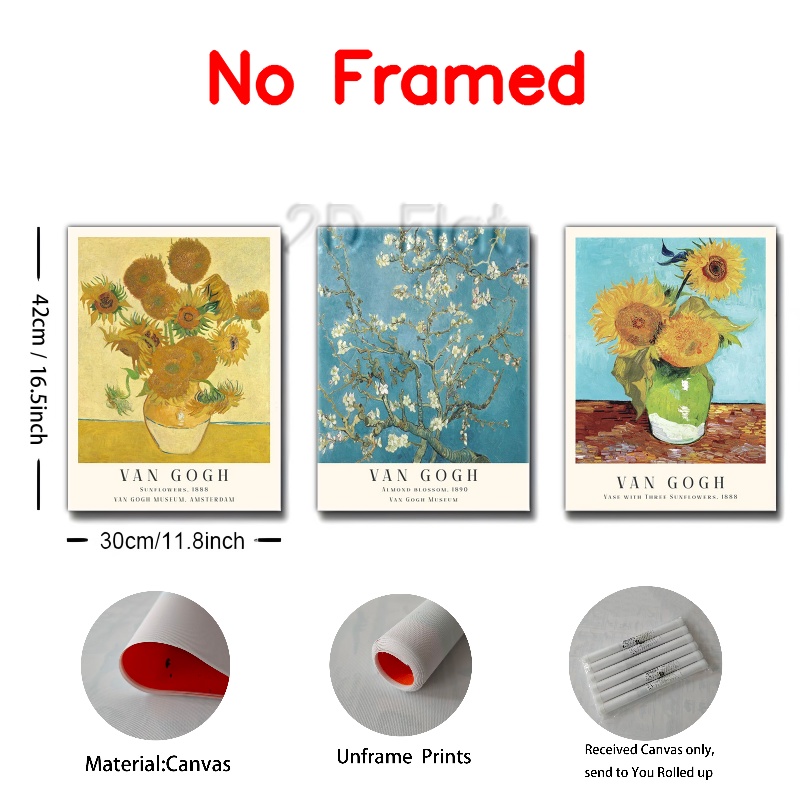 No Framed
2D Flat
42cm / 16.5inch
VAN GOGH
Sunflowers, 1888
VAN GOGH MUSEUM, AMSTERDAM
VAN GOGH
Almond blossom, 1890
Van Gogh Museum
VAN GOGH
Vase with Three Sunflowers, 1888
30cm/11.8inch
Material:Canvas
Unframe Prints
Received Canvas only,
send to You Rolled up